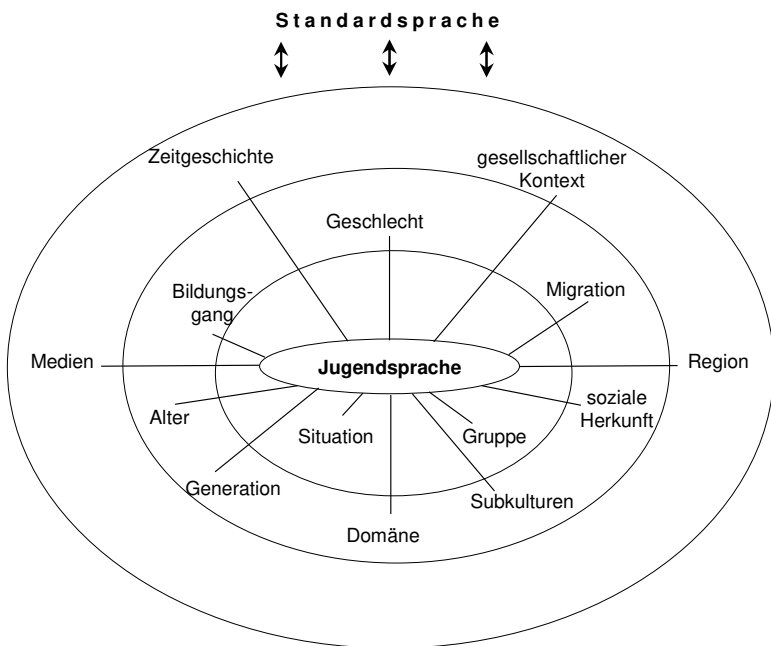 Standardsprache
Zeitgeschichte
gesellschaftlicher
Kontext
Geschlecht
Bildungs-
gang
Migration
Medien
Jugendsprache
Region
Alter
Situation
Gruppe
soziale
Herkunft
Generation
Subkulturen
Domäne